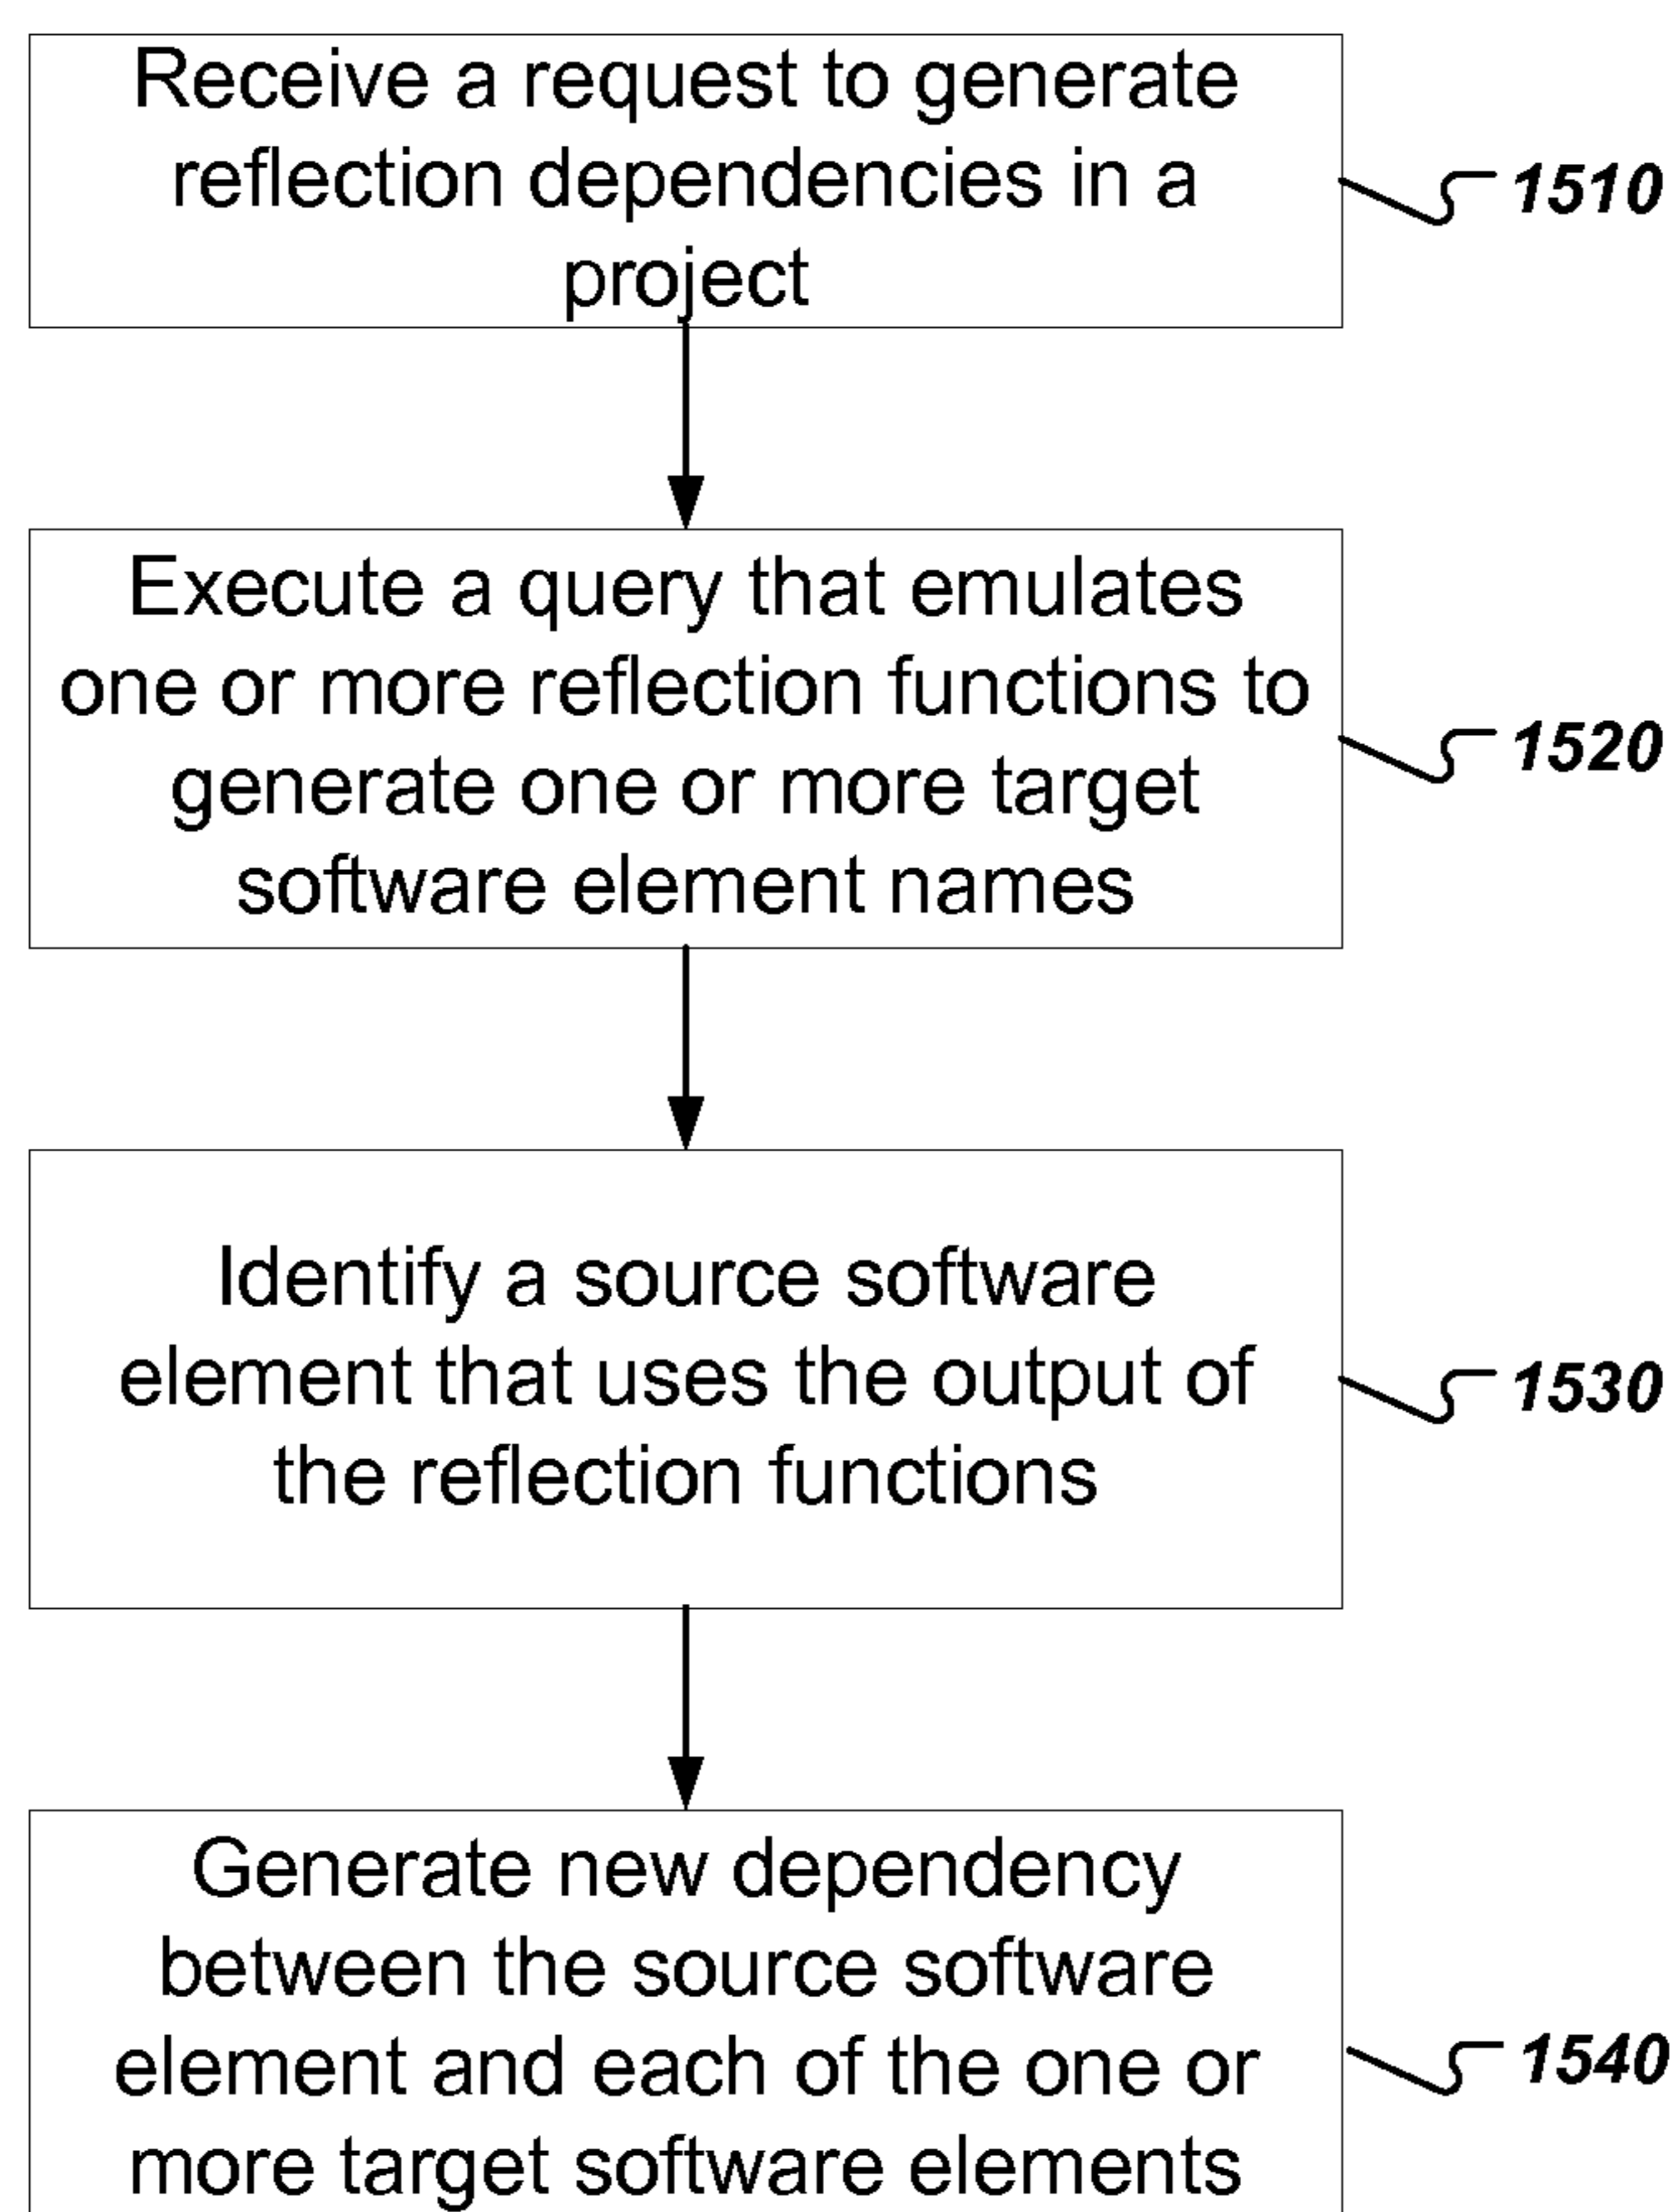 Receive a request to generate
reflection dependencies in a
project
1510
Execute a query that emulates
one or more reflection functions to
generate one or more target
software element names
1520
Identify a source software
element that uses the output of
the reflection functions
1530
Generate new dependency
between the source software
element and each of the one or
more target software elements
1540